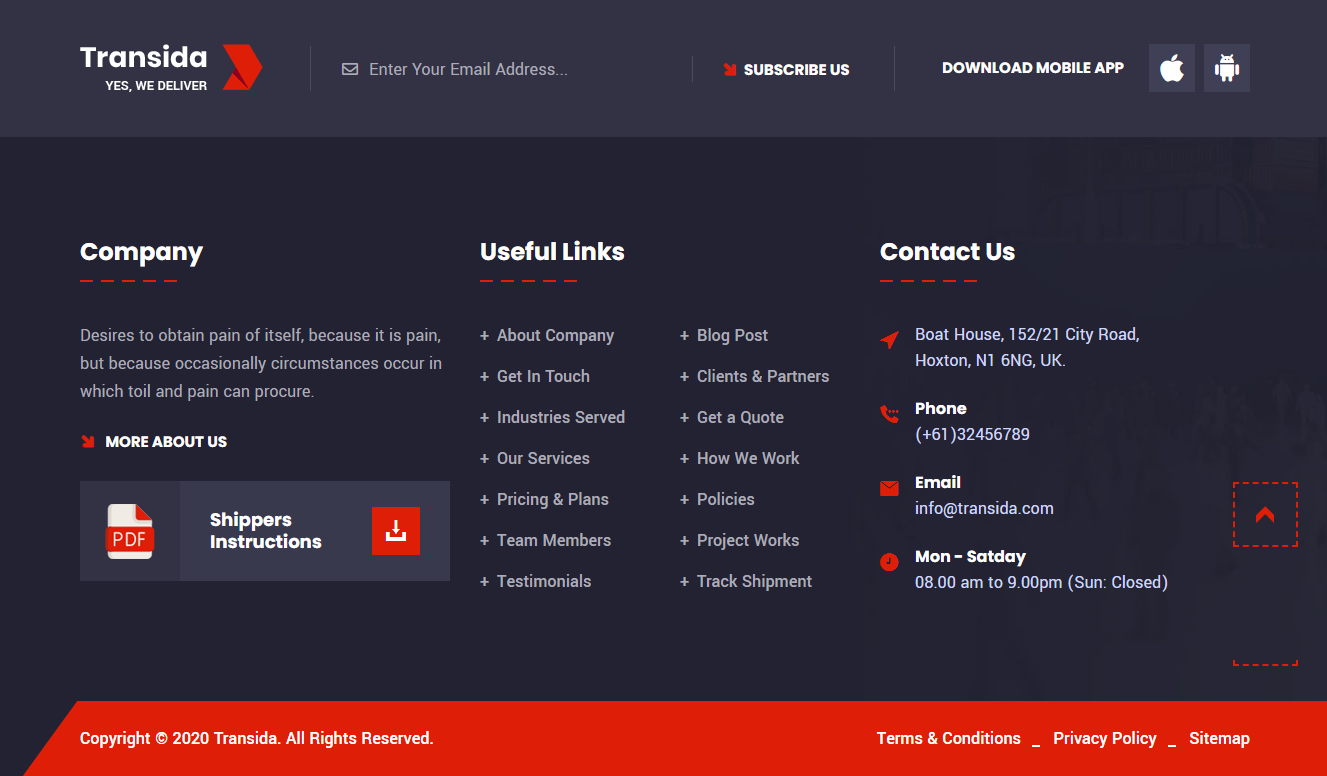 Transida
YES, WE DELIVER
Enter Your Email Address...
SUBSCRIBE US
DOWNLOAD MOBILE APP
Company
Desires to obtain pain of itself, because it is pain,
but because occasionally circumstances occur in
which toil and pain can procure.
MORE ABOUT US
PDF
Shippers
Instructions
Useful Links
+ About Company
+ Get In Touch
+ Industries Served
+ Our Services
+ Pricing & Plans
+ Team Members
+ Testimonials
+ Blog Post
+ Clients & Partners
+ Get a Quote
+ How We Work
+ Policies
+ Project Works
+ Track Shipment
Contact Us
Boat House, 152/21 City Road,
Hoxton, N1 6NG, UK.
Phone
(+61)32456789
Email
info@transida.com
Mon - Satday
08.00 am to 9.00pm (Sun: Closed)
Copyright © 2020 Transida. All Rights Reserved.
Terms & Conditions _ Privacy Policy _ Sitemap